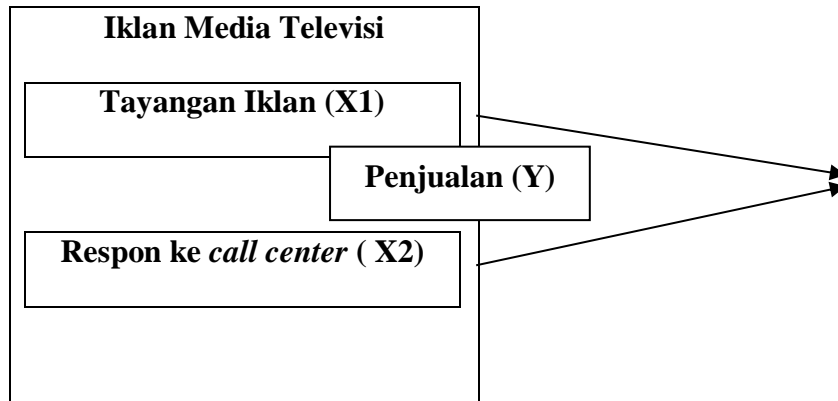 Iklan Media Televisi
Tayangan Iklan (X1)
Penjualan (Y)
Respon ke call center ( X2)